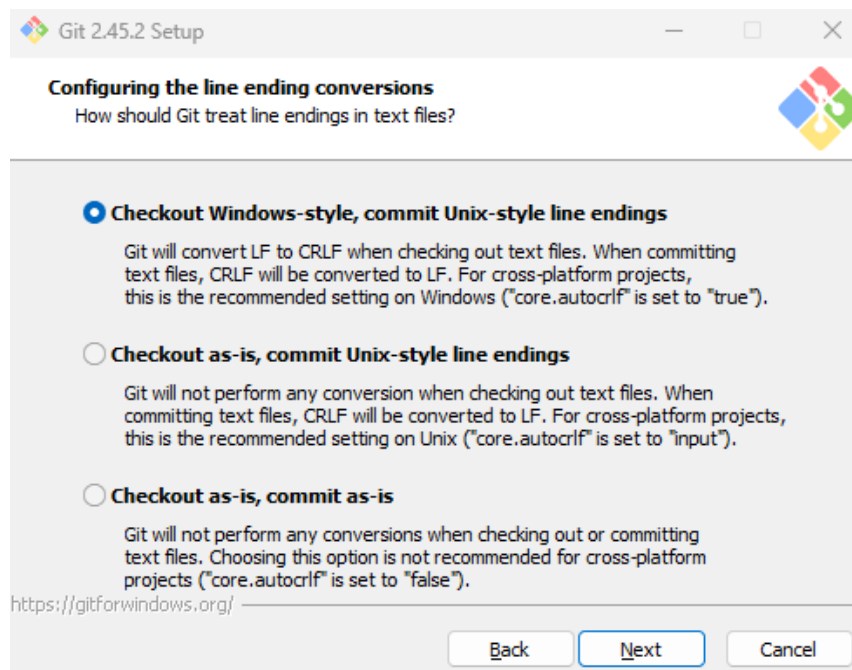 Git 2.45.2 Setup
Configuring the line ending conversions
How should Git treat line endings in text files?
Checkout Windows-style, commit Unix-style line endings
Git will convert LF to CRLF when checking out text files. When committing
text files, CRLF will be converted to LF. For cross-platform projects,
this is the recommended setting on Windows ("core.autocrlf" is set to "true").
Checkout as-is, commit Unix-style line endings
Git will not perform any conversion when checking out text files. When
committing text files, CRLF will be converted to LF. For cross-platform projects,
this is the recommended setting on Unix ("core.autocrlf" is set to "input").
Checkout as-is, commit as-is
Git will not perform any conversions when checking out or committing
text files. Choosing this option is not recommended for cross-platform
projects ("core.autocrlf" is set to "false").
https://gitforwindows.org/
Back Next Cancel